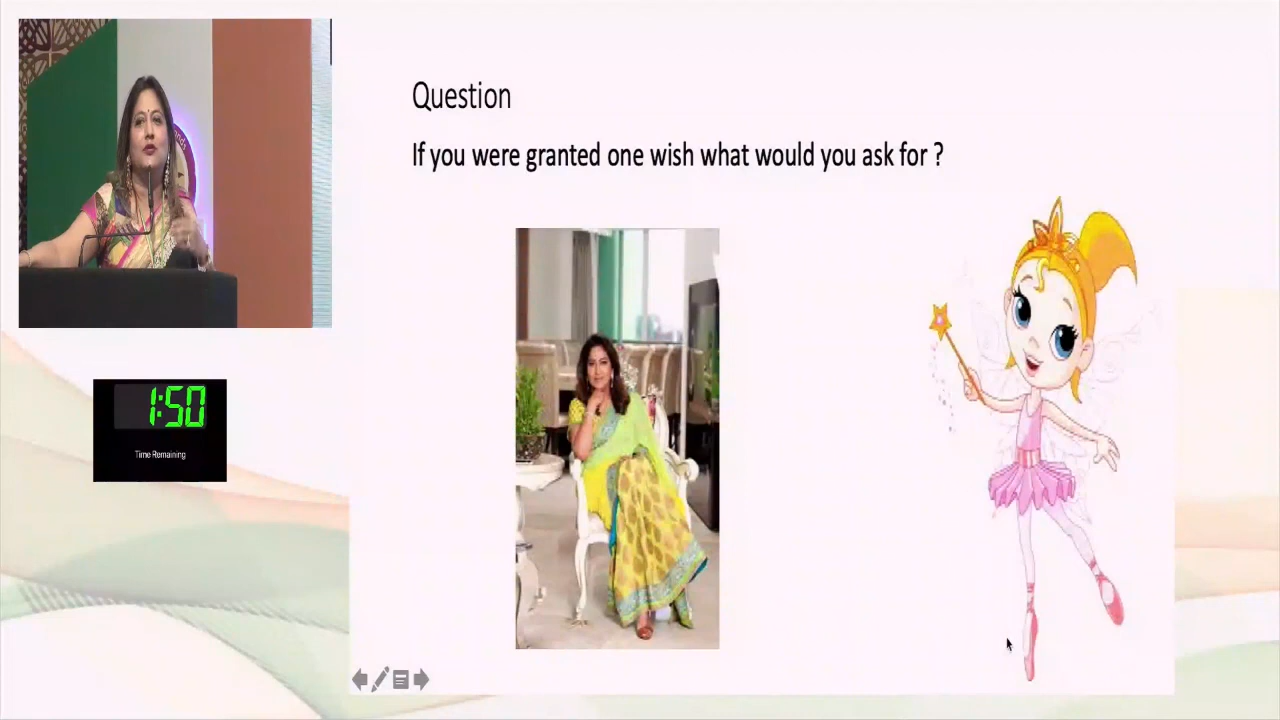 Question
If you were granted one wish what would you ask for ?
1:50
Time Remaining